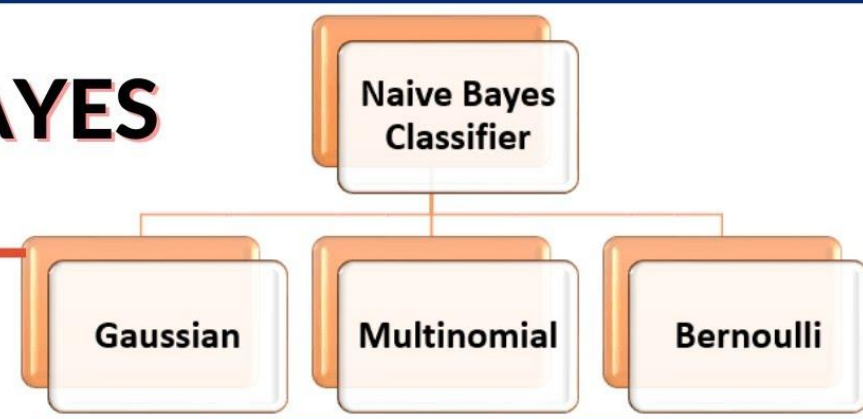 AYES
Naive Bayes
Classifier
Gaussian
Multinomial
Bernoulli